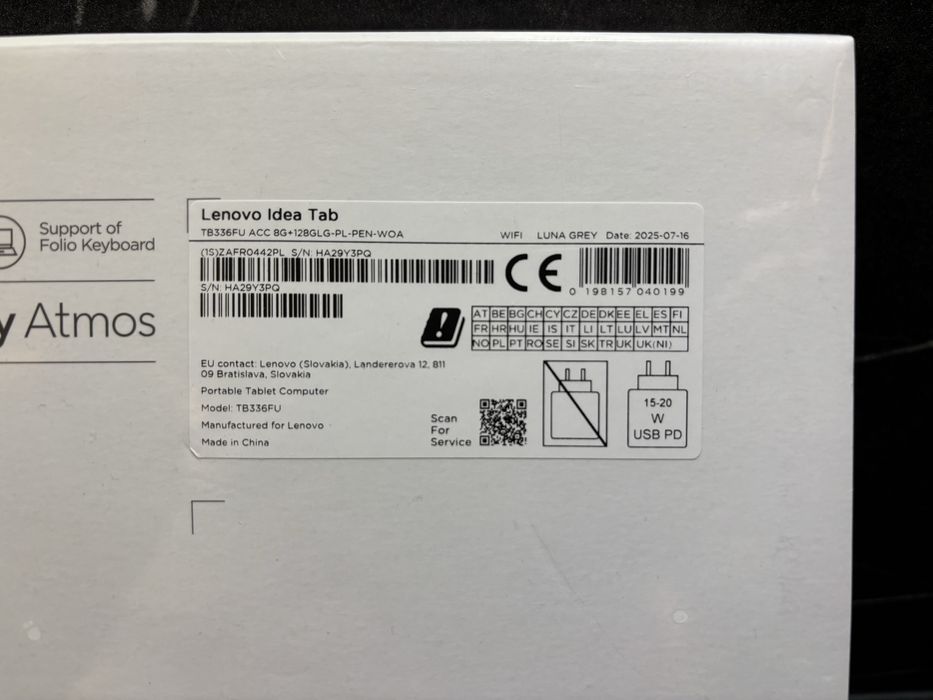 Support of
Folio Keyboard
y Atmos
Lenovo Idea Tab
TB336FU ACC 8G+128GLG-PL-PEN-WOA
WIFI LUNA GREY Date: 2025-07-16
(1S)ZAFR0442PL S/N: HA29Y3PQ
S/N: HA29Y3PQ
CE
0 198157 040199
AT BE BG CH CY CZ DE DK EE EL ES FI
FR HR HU IE IS IT LI LT LU LV MT NL
NO PL PT RO SE SI SK TR UK UK(NI)
EU contact: Lenovo (Slovakia), Landererova 12, 811
09 Bratislava, Slovakia
Portable Tablet Computer
Model: TB336FU
Manufactured for Lenovo
Made in China
Scan
For
Service
15-20
W
USB PD